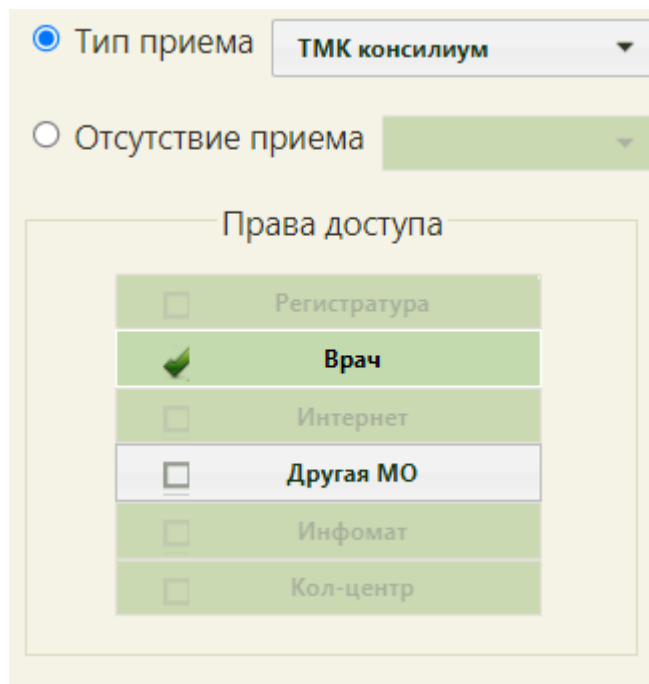 Тип приема ТМК консилиум
Отсутствие приема
Права доступа
Регистратура
Врач
Интернет
Другая МО
Инфомат
Кол-центр